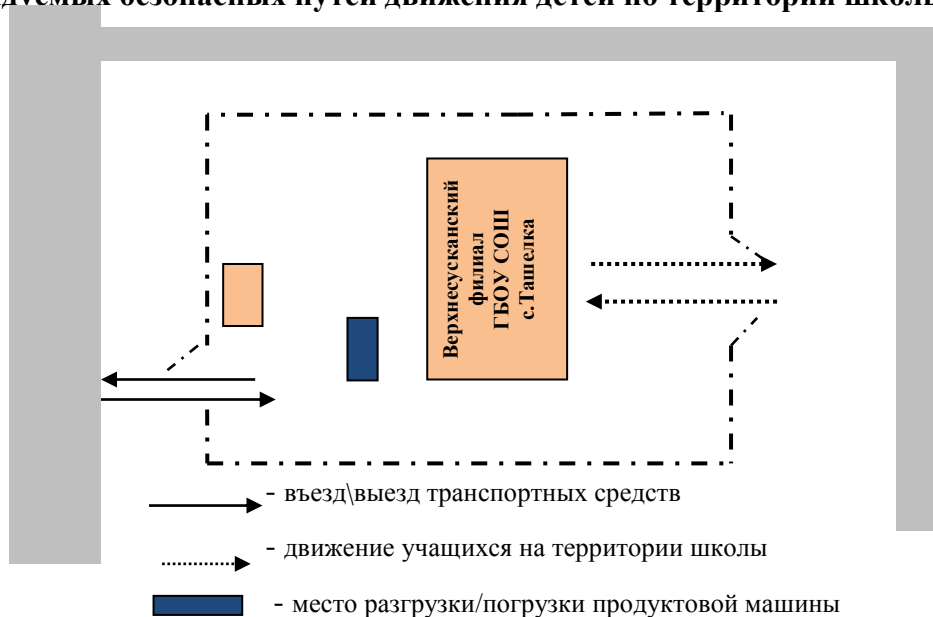 дуемых безопасных путей движения детей по территории школь
Верхнесусканский
филиал
ГБОУ СОШ
с.Ташелка
- въезд\выезд транспортных средств
- движение учащихся на территории школы
- место разгрузки/погрузки продуктовой машины